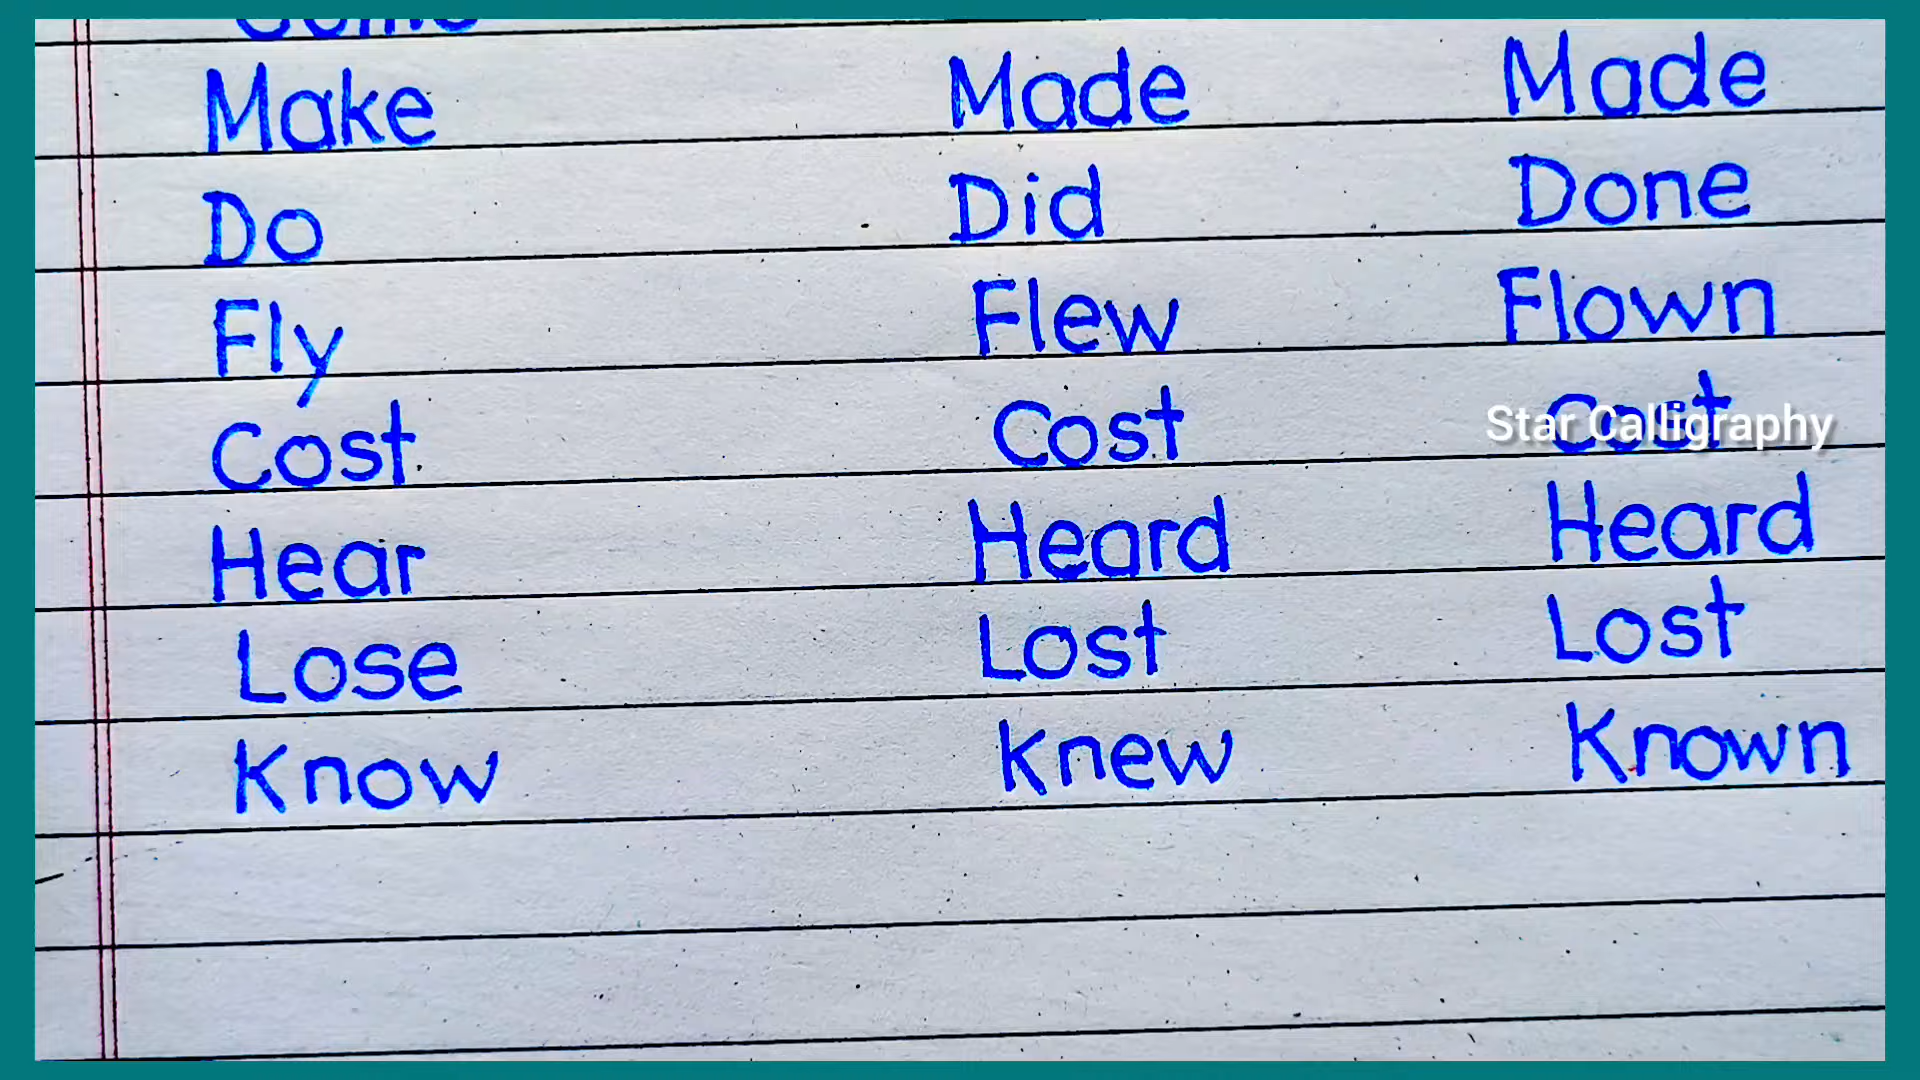 Make Made Made
Do Did Done
Fly Flew Flown
Cost Cost Cost
Star Calligraphy
Hear Heard Heard
Lose Lost Lost
Know Knew Known